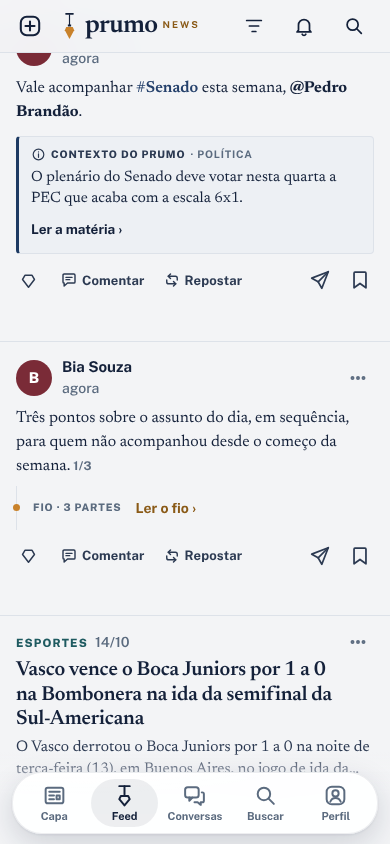 prumo NEWS
agora
Vale acompanhar #Senado esta semana, @Pedro
Brandão.
CONTEXTO DO PRUMO · POLÍTICA
O plenário do Senado deve votar nesta quarta a
PEC que acaba com a escala 6x1.
Ler a matéria ›
Comentar Repostar
B
Bia Souza
agora
Três pontos sobre o assunto do dia, em sequência,
para quem não acompanhou desde o começo da
semana. 1/3
FIO · 3 PARTES Ler o fio ›
Comentar Repostar
ESPORTES 14/10
Vasco vence o Boca Juniors por 1 a 0
na Bombonera na ida da semifinal da
Sul-Americana
O Vasco derrotou o Boca Juniors por 1 a 0 na noite de
terça-feira (13), em Buenos Aires, no jogo de ida da...
Capa Feed Conversas Buscar Perfil